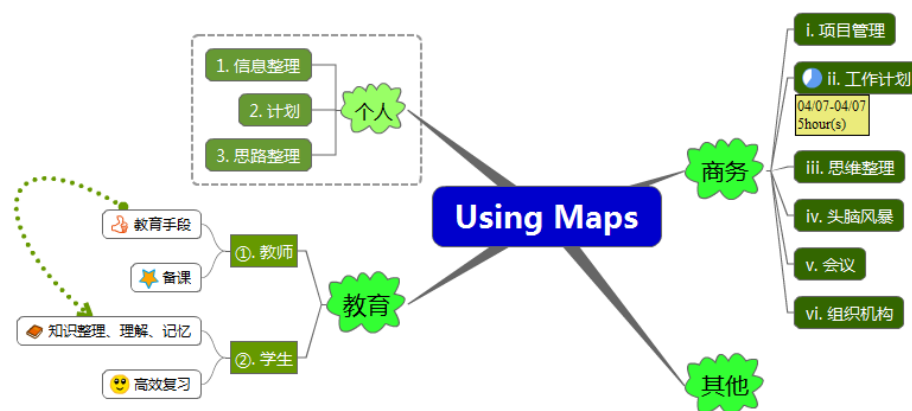 Using Maps
个人
1. 信息整理
2. 计划
3. 思路整理
商务
i. 项目管理
ii. 工作计划
04/07-04/07
5hour(s)
iii. 思维整理
iv. 头脑风暴
v. 会议
vi. 组织机构
教育
①. 教师
教育手段
备课
②. 学生
知识整理、理解、记忆
高效复习
其他